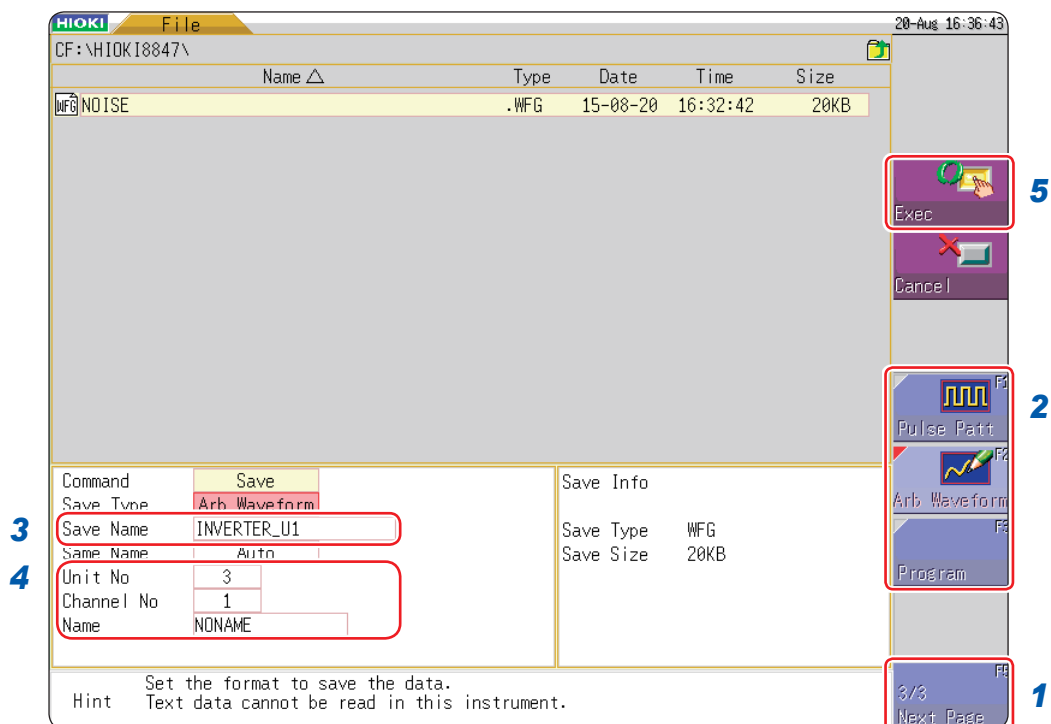 HIOKI File 20-Aug 16:36:43
CF:\HIOKI8847\
Name △ Type Date Time Size
WFG NOISE .WFG 15-08-20 16:32:42 20KB
Exec
5
Cancel
F1
Pulse Patt
2
F2
Arb Waveform
F3
Program
Command Save
Save Type Arb Waveform
3 Save Name INVERTER_U1
Same Name Auto
4 Unit No 3
Channel No 1
Name NONAME
Save Info
Save Type WFG
Save Size 20KB
Hint Set the format to save the data.
Text data cannot be read in this instrument.
3/3
Next Page
1